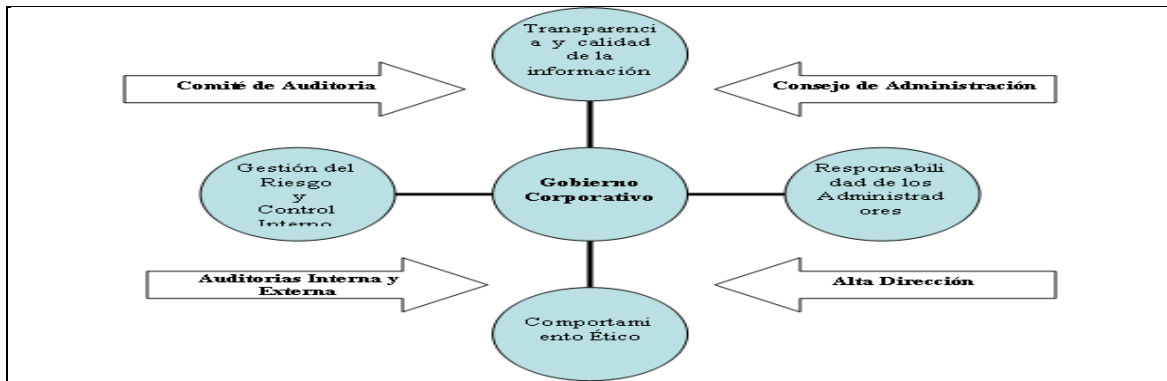 Transparenci
a y calidad
de la
información
Comité de Auditoria
Consejo de Administración
Gestión del
Riesgo
y
Control
Interno
Gobierno
Corporativo
Responsabili
dad de los
Administrad
ores
Auditorias Interna y
Externa
Alta Dirección
Comportami
ento Ético